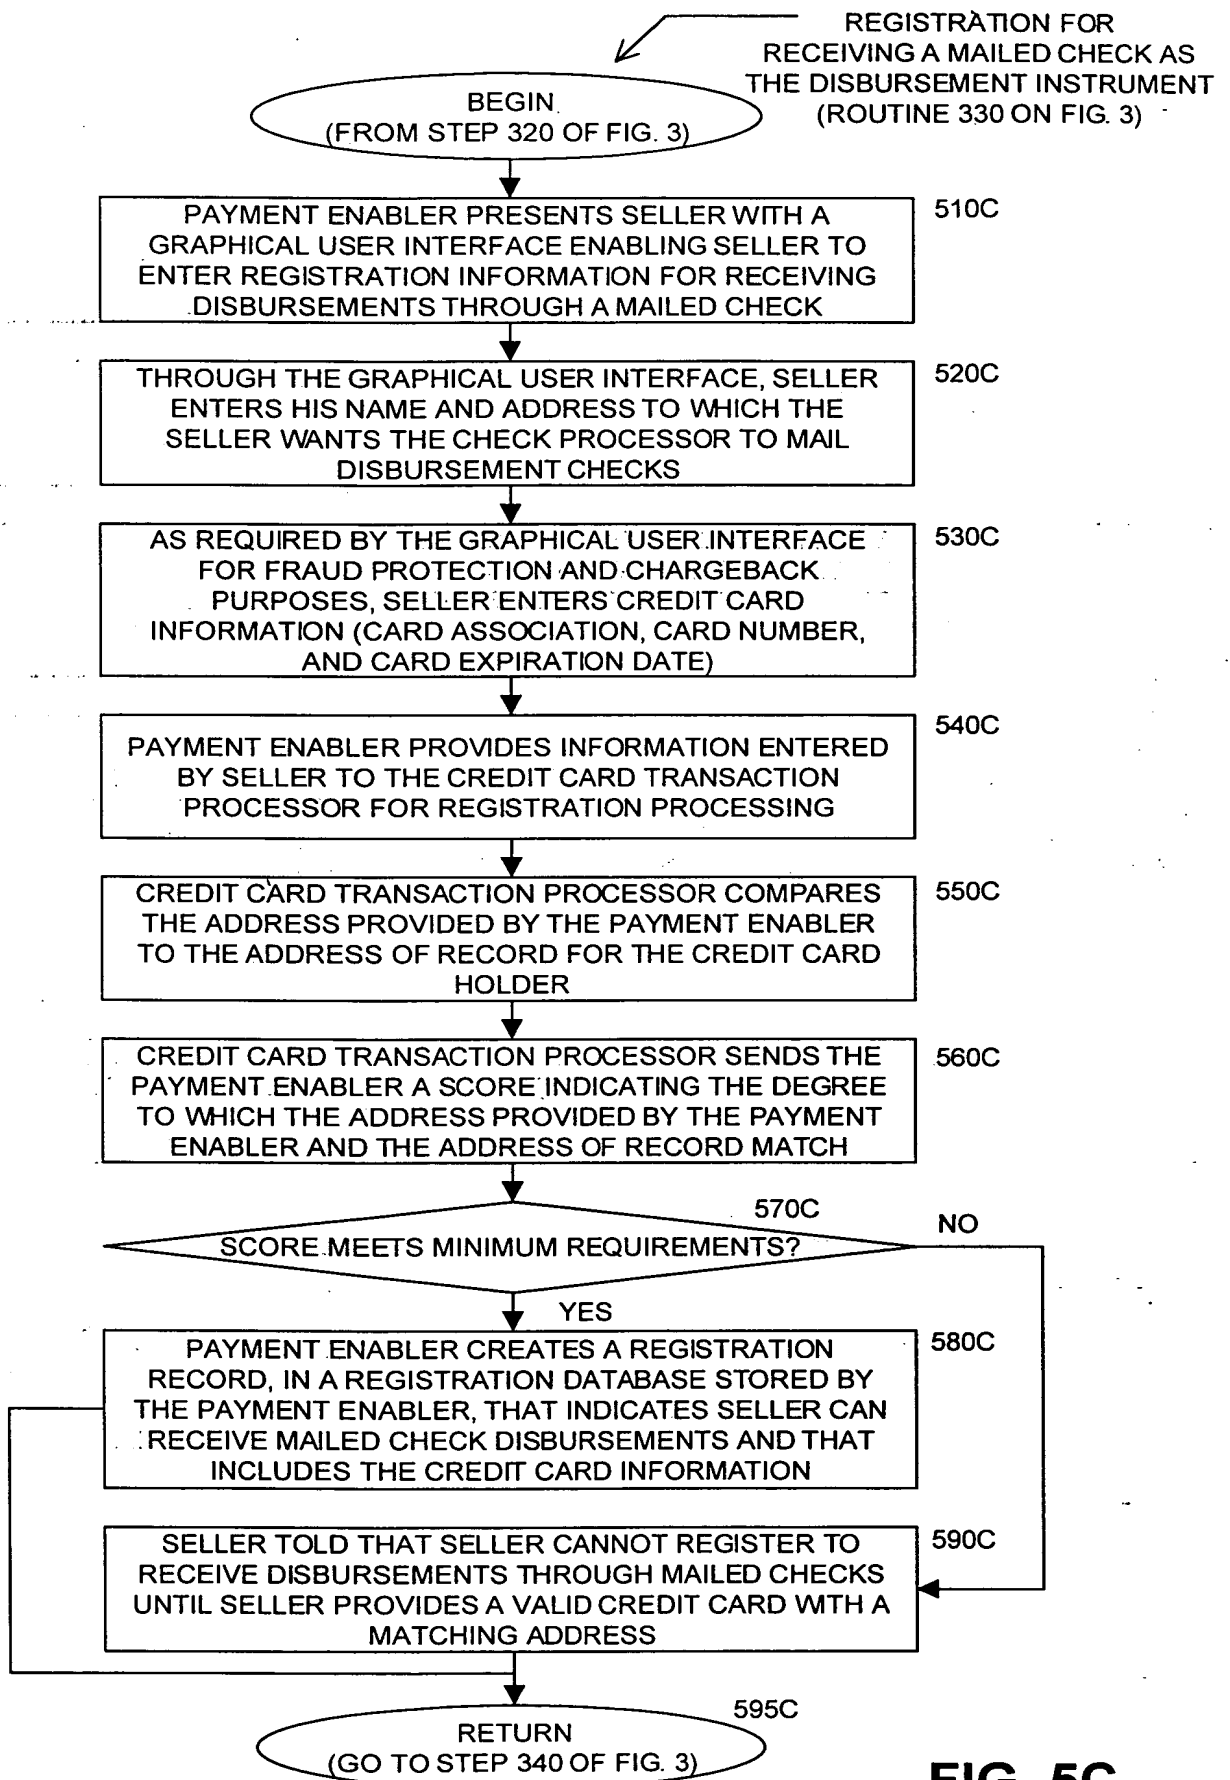 REGISTRATION FOR
RECEIVING A MAILED CHECK AS
THE DISBURSEMENT INSTRUMENT
(ROUTINE 330 ON FIG. 3)
BEGIN
(FROM STEP 320 OF FIG. 3)
510C
PAYMENT ENABLER PRESENTS SELLER WITH A
GRAPHICAL USER INTERFACE ENABLING SELLER TO
ENTER REGISTRATION INFORMATION FOR RECEIVING
DISBURSEMENTS THROUGH A MAILED CHECK
520C
THROUGH THE GRAPHICAL USER INTERFACE, SELLER
ENTERS HIS NAME AND ADDRESS TO WHICH THE
SELLER WANTS THE CHECK PROCESSOR TO MAIL
DISBURSEMENT CHECKS
530C
AS REQUIRED BY THE GRAPHICAL USER INTERFACE
FOR FRAUD PROTECTION AND CHARGEBACK
PURPOSES, SELLER ENTERS CREDIT CARD
INFORMATION (CARD ASSOCIATION, CARD NUMBER,
AND CARD EXPIRATION DATE)
540C
PAYMENT ENABLER PROVIDES INFORMATION ENTERED
BY SELLER TO THE CREDIT CARD TRANSACTION
PROCESSOR FOR REGISTRATION PROCESSING
550C
CREDIT CARD TRANSACTION PROCESSOR COMPARES
THE ADDRESS PROVIDED BY THE PAYMENT ENABLER
TO THE ADDRESS OF RECORD FOR THE CREDIT CARD
HOLDER
560C
CREDIT CARD TRANSACTION PROCESSOR SENDS THE
PAYMENT ENABLER A SCORE INDICATING THE DEGREE
TO WHICH THE ADDRESS PROVIDED BY THE PAYMENT
ENABLER AND THE ADDRESS OF RECORD MATCH
570C
SCORE MEETS MINIMUM REQUIREMENTS?
NO
YES
580C
PAYMENT ENABLER CREATES A REGISTRATION
RECORD, IN A REGISTRATION DATABASE STORED BY
THE PAYMENT ENABLER, THAT INDICATES SELLER CAN
RECEIVE MAILED CHECK DISBURSEMENTS AND THAT
INCLUDES THE CREDIT CARD INFORMATION
590C
SELLER TOLD THAT SELLER CANNOT REGISTER TO
RECEIVE DISBURSEMENTS THROUGH MAILED CHECKS
UNTIL SELLER PROVIDES A VALID CREDIT CARD WITH A
MATCHING ADDRESS
595C
RETURN
(GO TO STEP 340 OF FIG. 3)
FIG. 5C